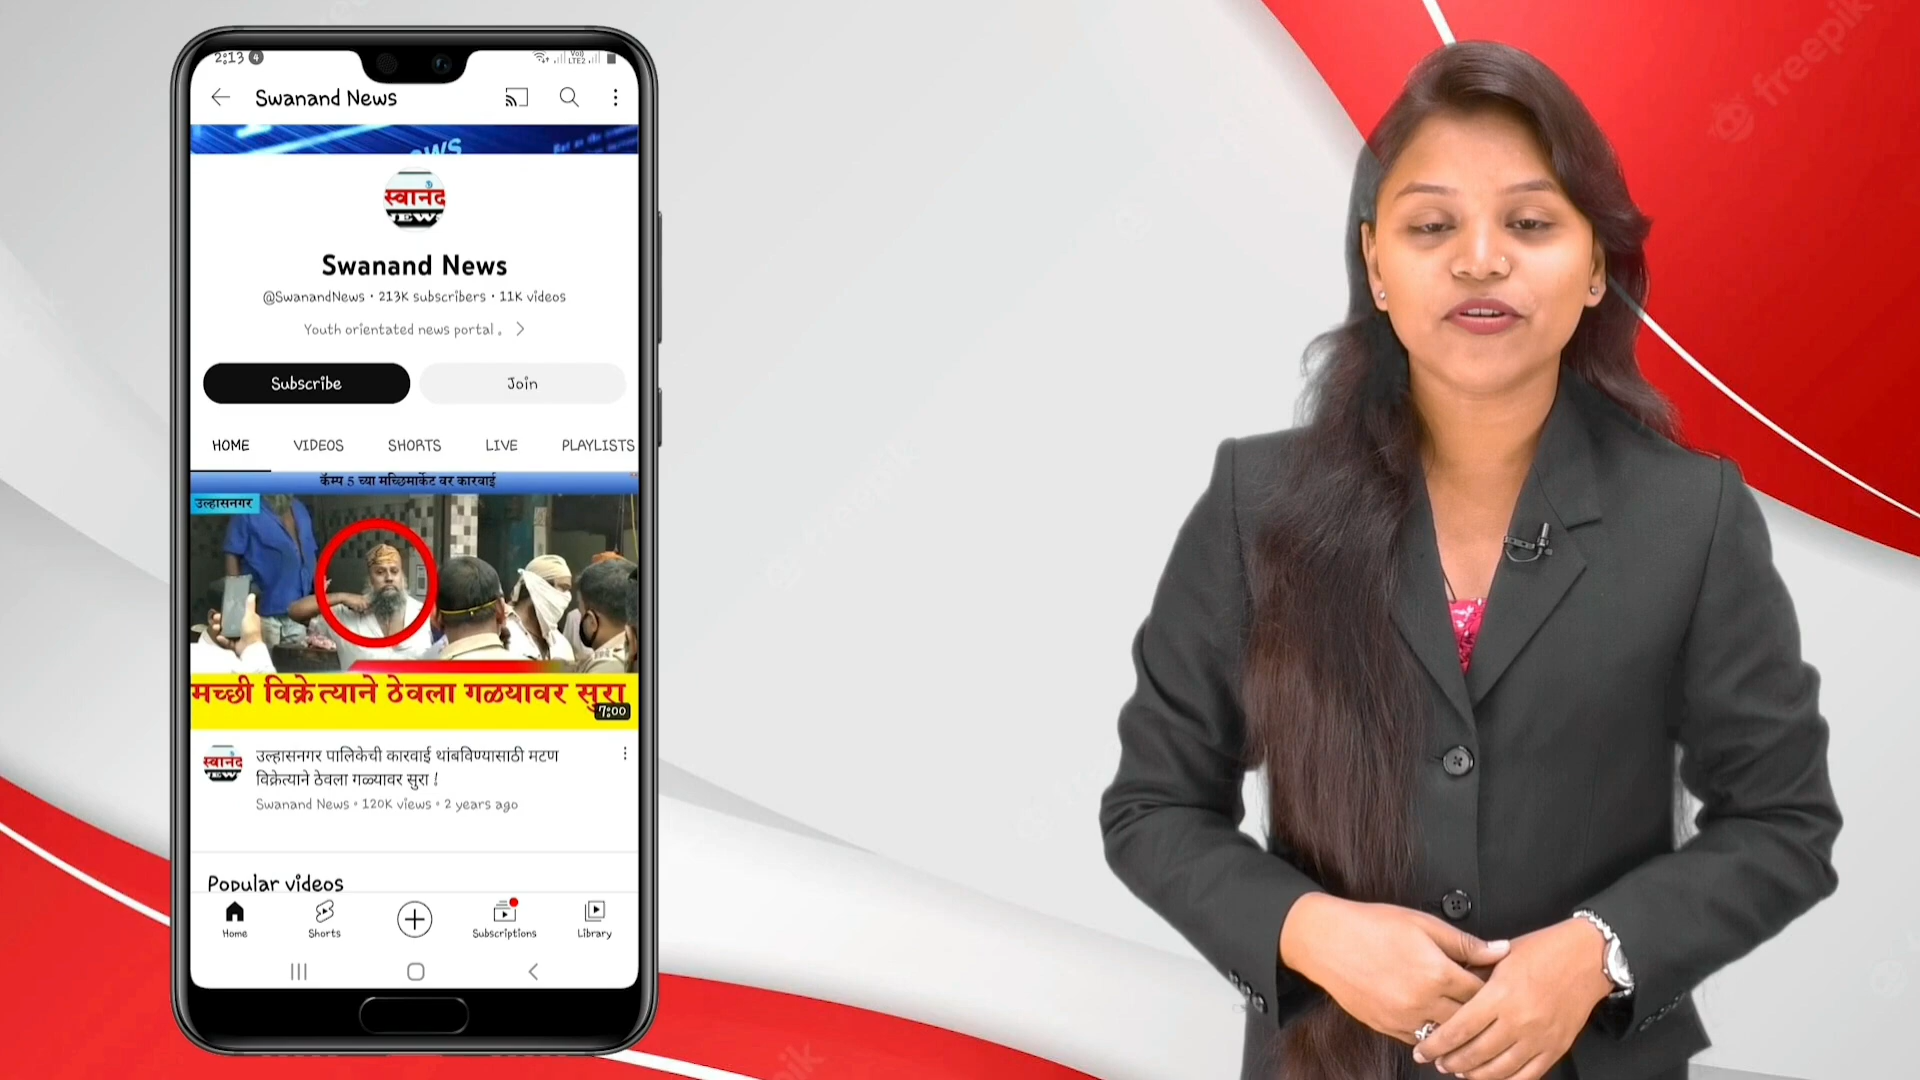 2:13 4 LTE2
Swanand News
स्वानंद
NEWS
Swanand News
@SwanandNews • 213K subscribers • 11K videos
Youth orientated news portal .
Subscribe
Join
HOME
VIDEOS
SHORTS
LIVE
PLAYLISTS
कॅम्प 5 च्या मच्छिमार्केट वर कारवाई
उल्हासनगर
मच्छी विक्रेत्याने ठेवला गळयावर सुरा
7:00
स्वानंद
उल्हासनगर पालिकेची कारवाई थांबविण्यासाठी मटण
विक्रेत्याने ठेवला गळ्यावर सुरा !
Swanand News • 120K views • 2 years ago
Popular videos
Home
Shorts
Subscriptions
Library
freepik
freepik